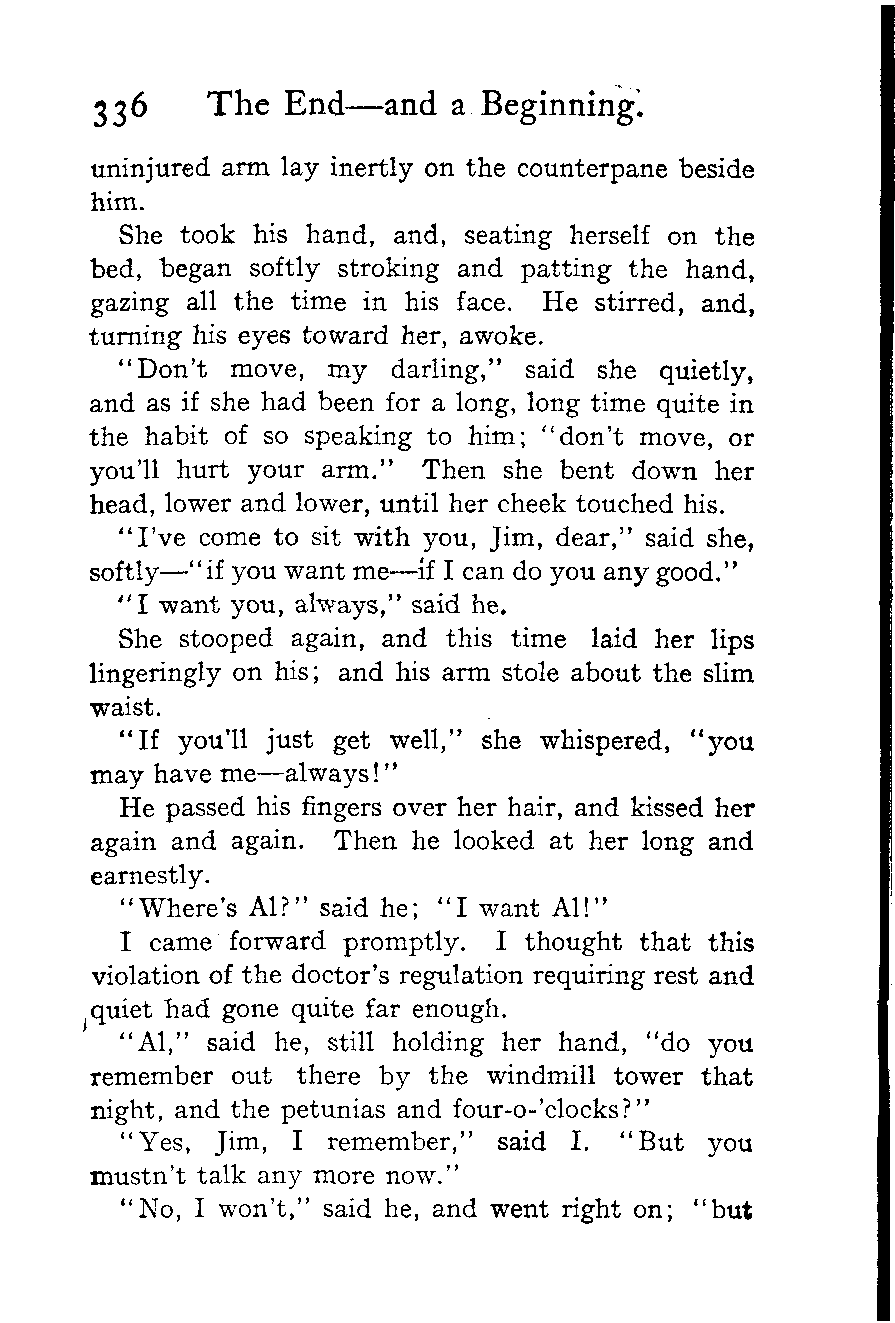 336 The End—and a Beginning.
uninjured arm lay inertly on the counterpane beside
him.
She took his hand, and, seating herself on the
bed, began softly stroking and patting the hand,
gazing all the time in his face. He stirred, and,
turning his eyes toward her, awoke.
"Don't move, my darling," said she quietly,
and as if she had been for a long, long time quite in
the habit of so speaking to him; "don't move, or
you'll hurt your arm." Then she bent down her
head, lower and lower, until her cheek touched his.
"I've come to sit with you, Jim, dear," said she,
softly—"if you want me—if I can do you any good."
"I want you, always," said he.
She stooped again, and this time laid her lips
lingeringly on his; and his arm stole about the slim
waist.
"If you'll just get well," she whispered, "you
may have me—always!"
He passed his fingers over her hair, and kissed her
again and again. Then he looked at her long and
earnestly.
"Where's Al?" said he; "I want Al!"
I came forward promptly. I thought that this
violation of the doctor's regulation requiring rest and
quiet had gone quite far enough.
"Al," said he, still holding her hand, "do you
remember out there by the windmill tower that
night, and the petunias and four-o-'clocks?"
"Yes, Jim, I remember," said I. "But you
mustn't talk any more now."
"No, I won't," said he, and went right on; "but